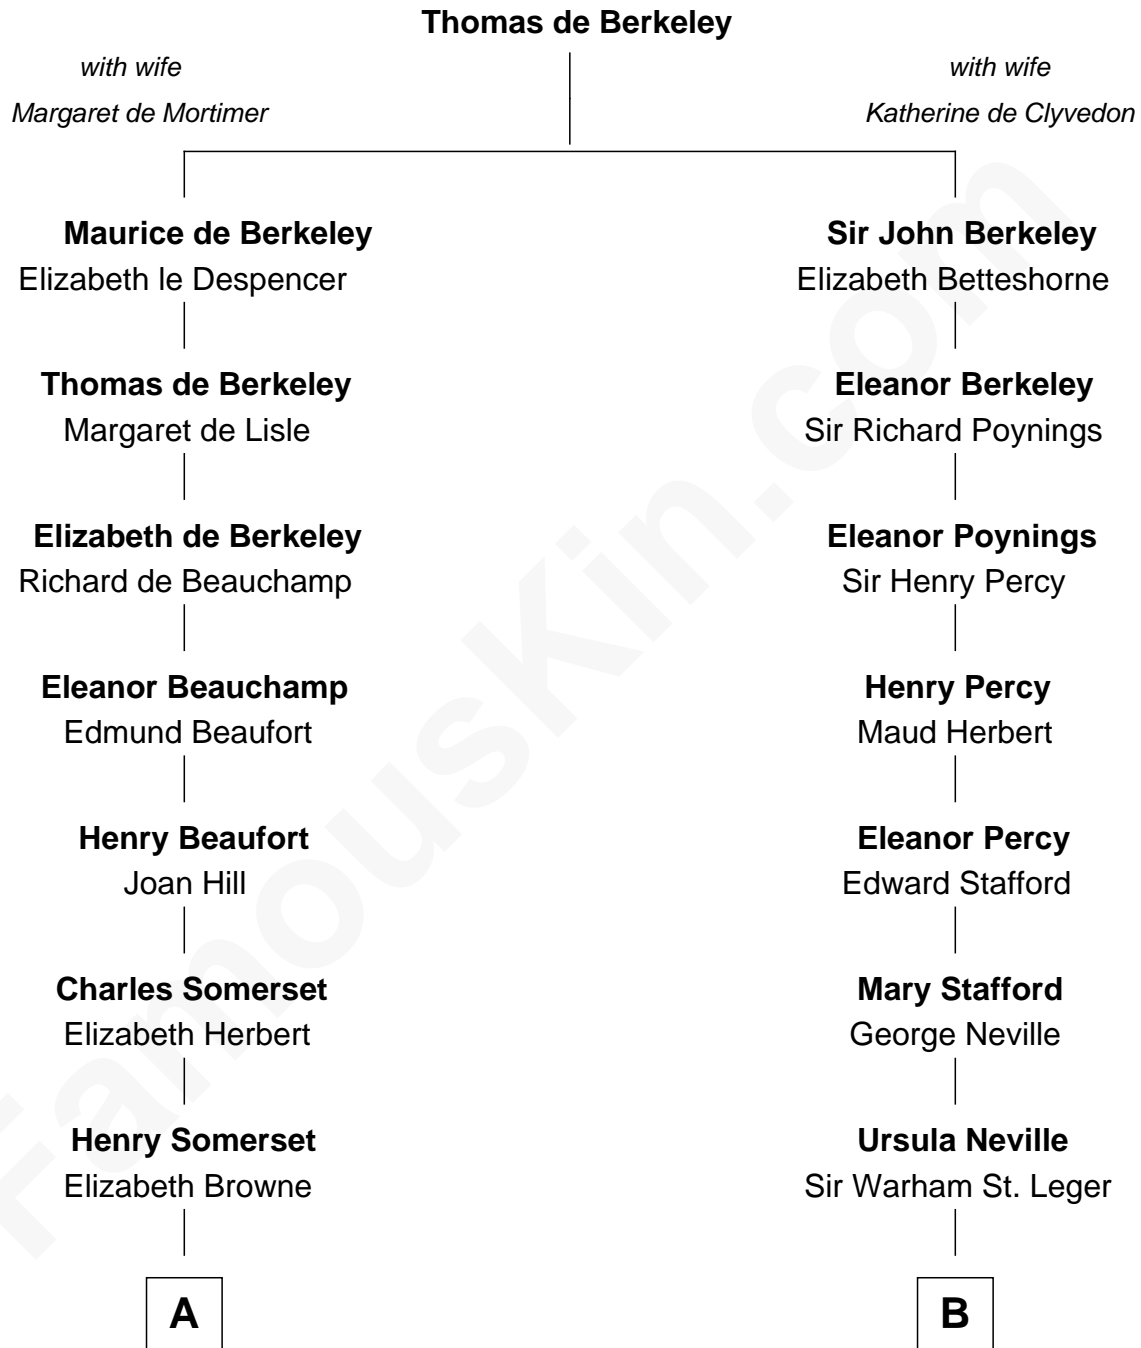 Thomas de Berkeley
with wife
Margaret de Mortimer
with wife
Katherine de Clyvedon
Maurice de Berkeley
Elizabeth le Despencer
Sir John Berkeley
Elizabeth Betteshorne
Thomas de Berkeley
Margaret de Lisle
Eleanor Berkeley
Sir Richard Poynings
Elizabeth de Berkeley
Richard de Beauchamp
Eleanor Poynings
Sir Henry Percy
Eleanor Beauchamp
Edmund Beaufort
Henry Percy
Maud Herbert
Henry Beaufort
Joan Hill
Eleanor Percy
Edward Stafford
Charles Somerset
Elizabeth Herbert
Mary Stafford
George Neville
Henry Somerset
Elizabeth Browne
Ursula Neville
Sir Warham St. Leger
A
B
FamousKin.com